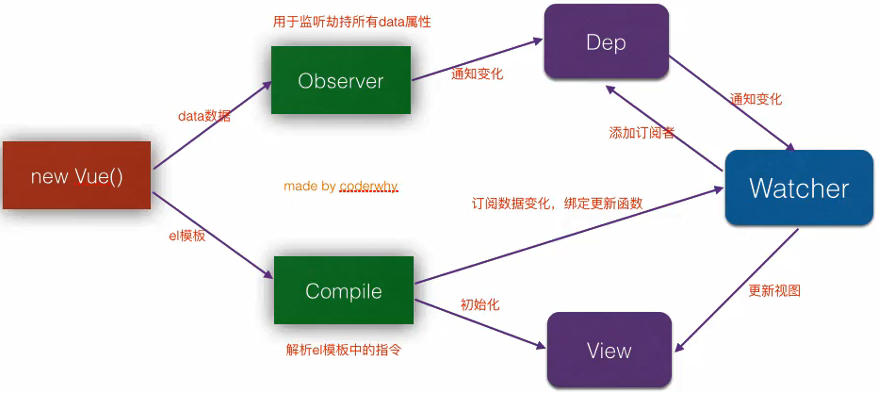 用于监听劫持所有data属性
Observer
Dep
通知变化
通知变化
data数据
添加订阅者
new Vue()
made by coderwhy
Watcher
订阅数据变化，绑定更新函数
el模板
Compile
初始化
更新视图
解析el模板中的指令
View